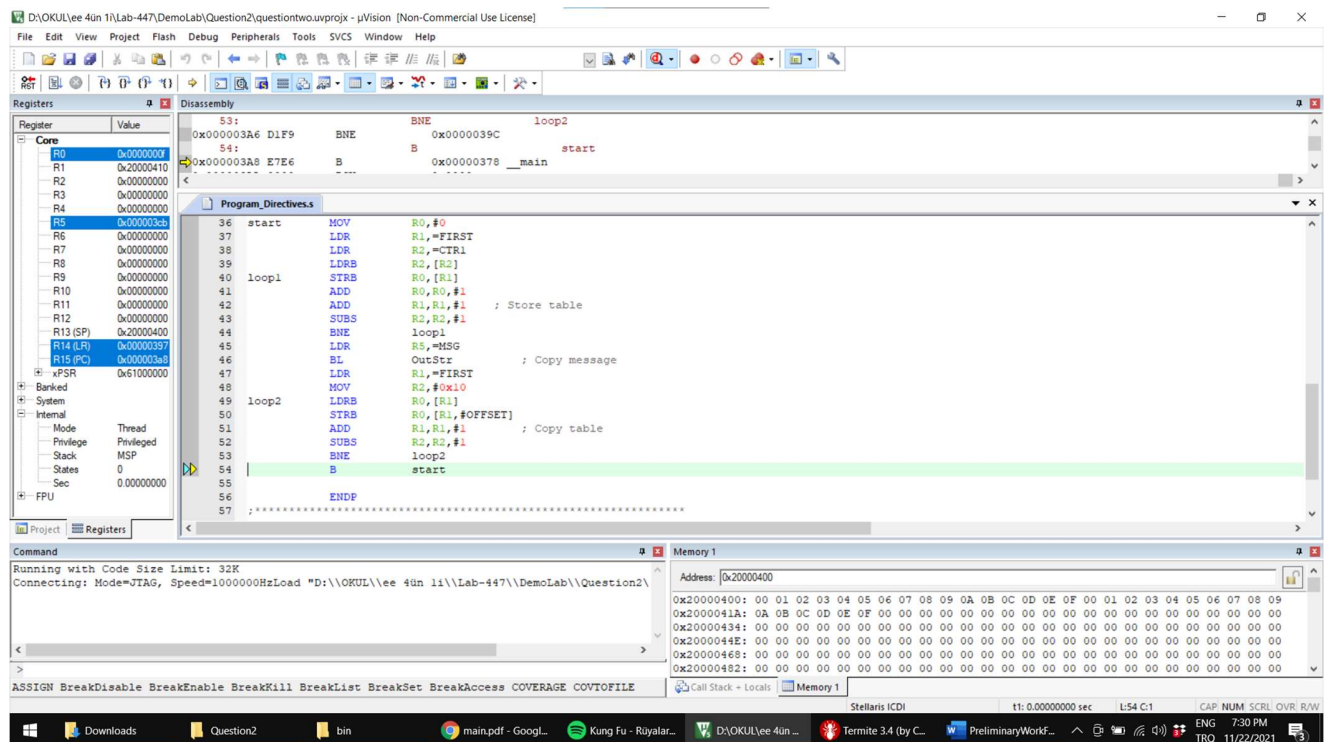 D:\OKUL\ee 4ün 1i\Lab-447\DemoLab\Question2\questiontwo.uvprojx - µVision [Non-Commercial Use License]
File Edit View Project Flash Debug Peripherals Tools SVCS Window Help
Registers
Register Value
Core
R0 0x0000000f
R1 0x20000410
R2 0x00000000
R3 0x00000000
R4 0x00000000
R5 0x000003cb
R6 0x00000000
R7 0x00000000
R8 0x00000000
R9 0x00000000
R10 0x00000000
R11 0x00000000
R12 0x00000000
R13 (SP) 0x20000400
R14 (LR) 0x00000397
R15 (PC) 0x000003a8
xPSR 0x61000000
Banked
System
Internal
Mode Thread
Privilege Privileged
Stack MSP
States 0
Sec 0.00000000
FPU
Project Registers
Disassembly
53: BNE loop2
0x000003A6 D1F9 BNE 0x0000039C
54: B start
0x000003A8 E7E6 B 0x00000378 __main
Program_Directives.s
36 start MOV R0,#0
37 LDR R1,=FIRST
38 LDR R2,=CTR1
39 LDRB R2,[R2]
40 loop1 STRB R0,[R1]
41 ADD R0,R0,#1
42 ADD R1,R1,#1 ; Store table
43 SUBS R2,R2,#1
44 BNE loop1
45 LDR R5,=MSG
46 BL OutStr ; Copy message
47 LDR R1,=FIRST
48 MOV R2,#0x10
49 loop2 LDRB R0,[R1]
50 STRB R0,[R1,#OFFSET]
51 ADD R1,R1,#1 ; Copy table
52 SUBS R2,R2,#1
53 BNE loop2
54 B start
55
56 ENDP
57 ;****************************************************************
Command
Running with Code Size Limit: 32K
Connecting: Mode=JTAG, Speed=1000000HzLoad "D:\\OKUL\\ee 4ün 1i\\Lab-447\\DemoLab\\Question2\
>
ASSIGN BreakDisable BreakEnable BreakKill BreakList BreakSet BreakAccess COVERAGE COVTOFILE
Memory 1
Address: 0x20000400
0x20000400: 00 01 02 03 04 05 06 07 08 09 0A 0B 0C 0D 0E 0F 00 01 02 03 04 05 06 07 08 09
0x2000041A: 0A 0B 0C 0D 0E 0F 00 00 00 00 00 00 00 00 00 00 00 00 00 00 00 00 00 00 00 00
0x20000434: 00 00 00 00 00 00 00 00 00 00 00 00 00 00 00 00 00 00 00 00 00 00 00 00 00 00
0x2000044E: 00 00 00 00 00 00 00 00 00 00 00 00 00 00 00 00 00 00 00 00 00 00 00 00 00 00
0x20000468: 00 00 00 00 00 00 00 00 00 00 00 00 00 00 00 00 00 00 00 00 00 00 00 00 00 00
0x20000482: 00 00 00 00 00 00 00 00 00 00 00 00 00 00 00 00 00 00 00 00 00 00 00 00 00 00
Call Stack + Locals Memory 1
Stellaris ICDI t1: 0.00000000 sec L:54 C:1 CAP NUM SCRL OVR R/W
Downloads Question2 bin main.pdf - Googl... Kung Fu - Rüyalar... D:\OKUL\ee 4ün ... Termite 3.4 (by C... PreliminaryWorkF... ENG 7:30 PM
TRQ 11/22/2021 3